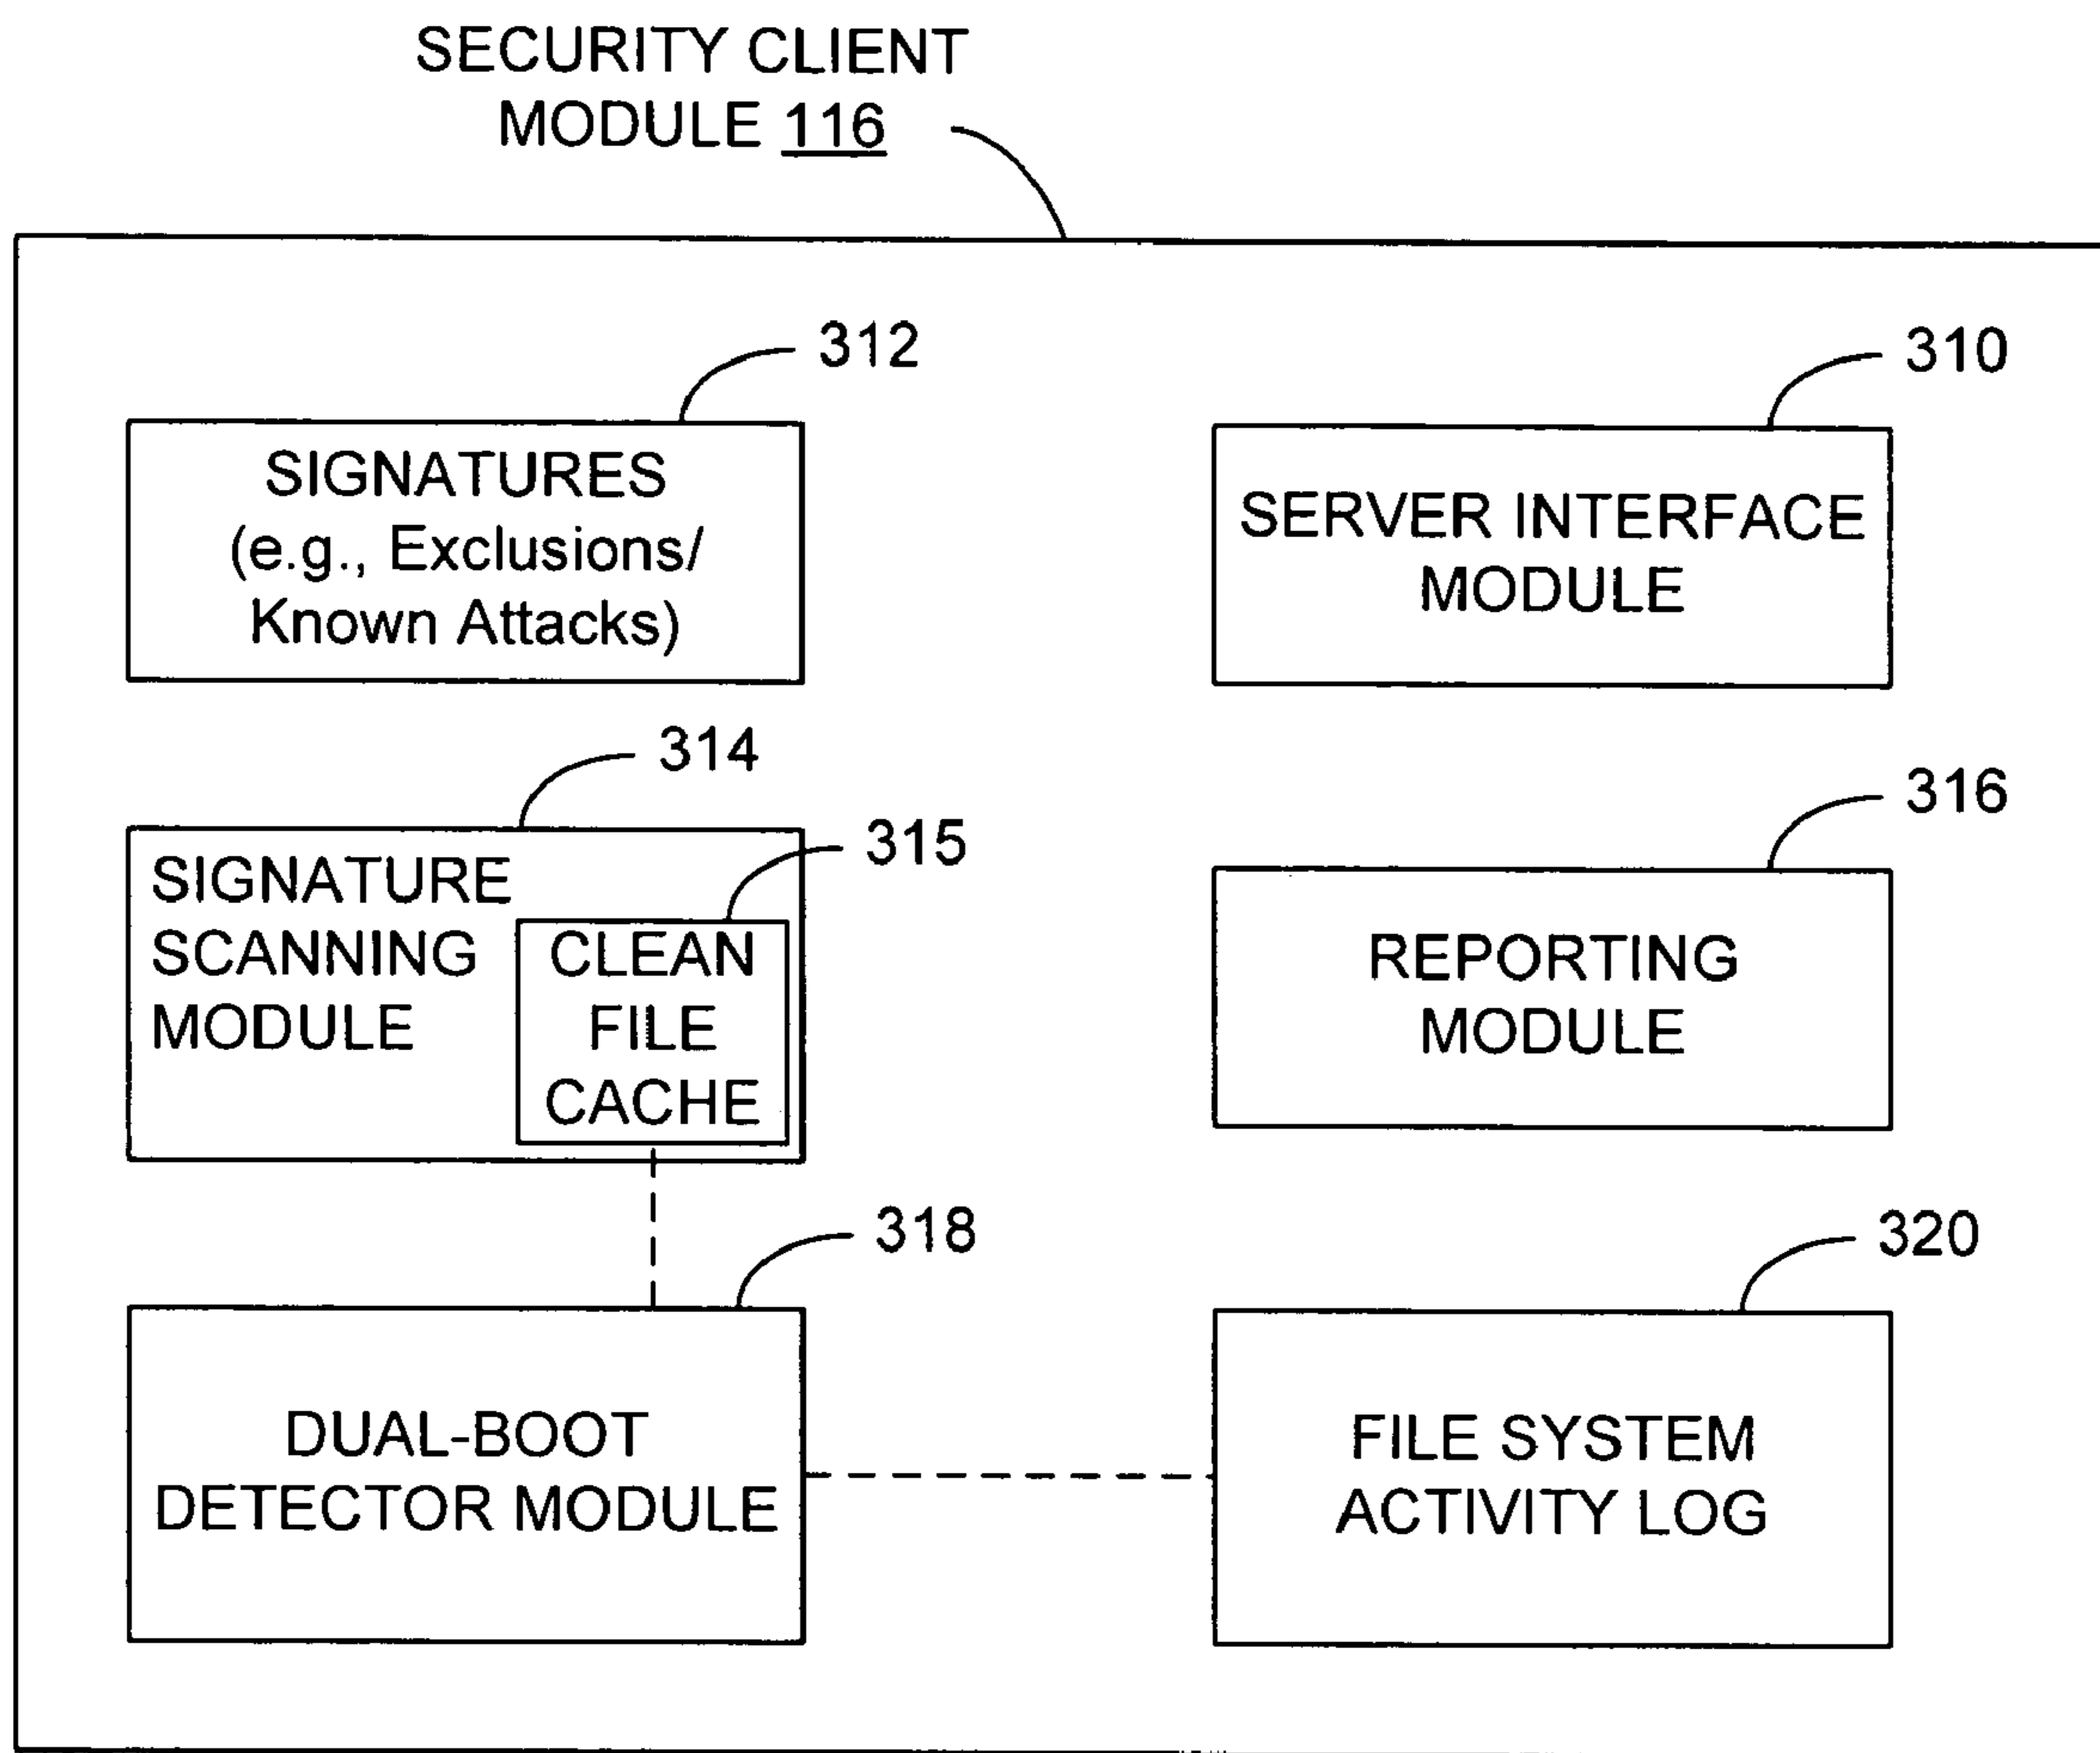 SECURITY CLIENT
MODULE 116
312
SIGNATURES
(e.g., Exclusions/
Known Attacks)
310
SERVER INTERFACE
MODULE
314
SIGNATURE
SCANNING
MODULE
315
CLEAN
FILE
CACHE
316
REPORTING
MODULE
318
DUAL-BOOT
DETECTOR MODULE
320
FILE SYSTEM
ACTIVITY LOG